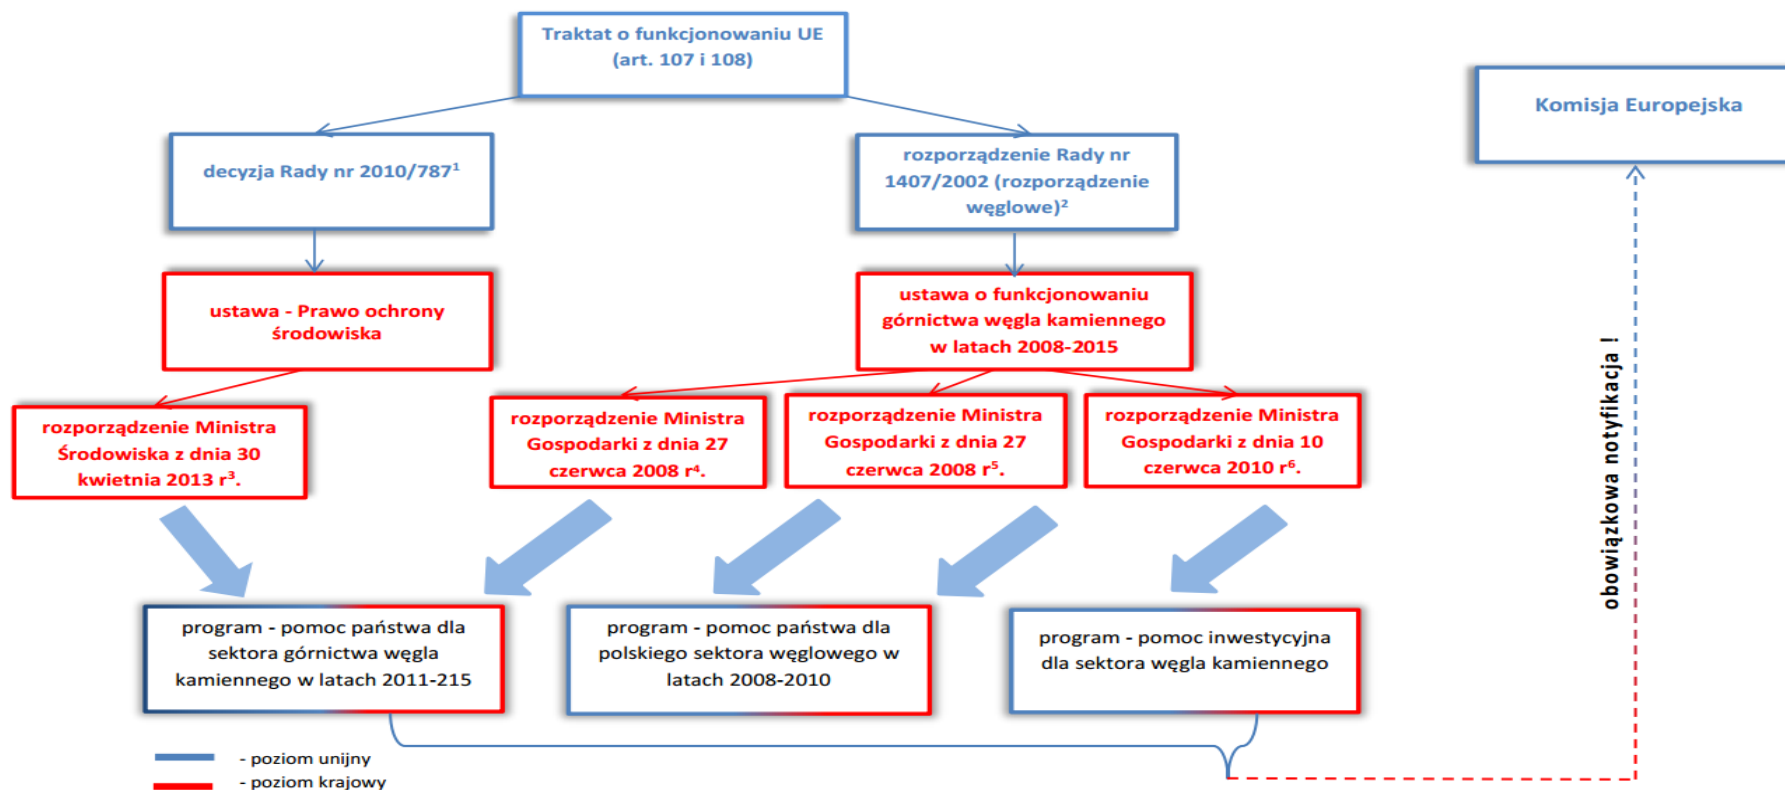 Traktat o funkcjonowaniu UE
(art. 107 i 108)
Komisja Europejska
decyzja Rady nr 2010/787¹
rozporządzenie Rady nr
1407/2002 (rozporządzenie
węglowe)²
ustawa - Prawo ochrony
środowiska
ustawa o funkcjonowaniu
górnictwa węgla kamiennego
w latach 2008-2015
rozporządzenie Ministra
Środowiska z dnia 30
kwietnia 2013 r³.
rozporządzenie Ministra
Gospodarki z dnia 27
czerwca 2008 r⁴.
rozporządzenie Ministra
Gospodarki z dnia 27
czerwca 2008 r⁵.
rozporządzenie Ministra
Gospodarki z dnia 10
czerwca 2010 r⁶.
obowiązkowa notyfikacja !
program - pomoc państwa dla
sektora górnictwa węgla
kamiennego w latach 2011-215
program - pomoc państwa dla
polskiego sektora węglowego w
latach 2008-2010
program - pomoc inwestycyjna
dla sektora węgla kamiennego
- poziom unijny
- poziom krajowy